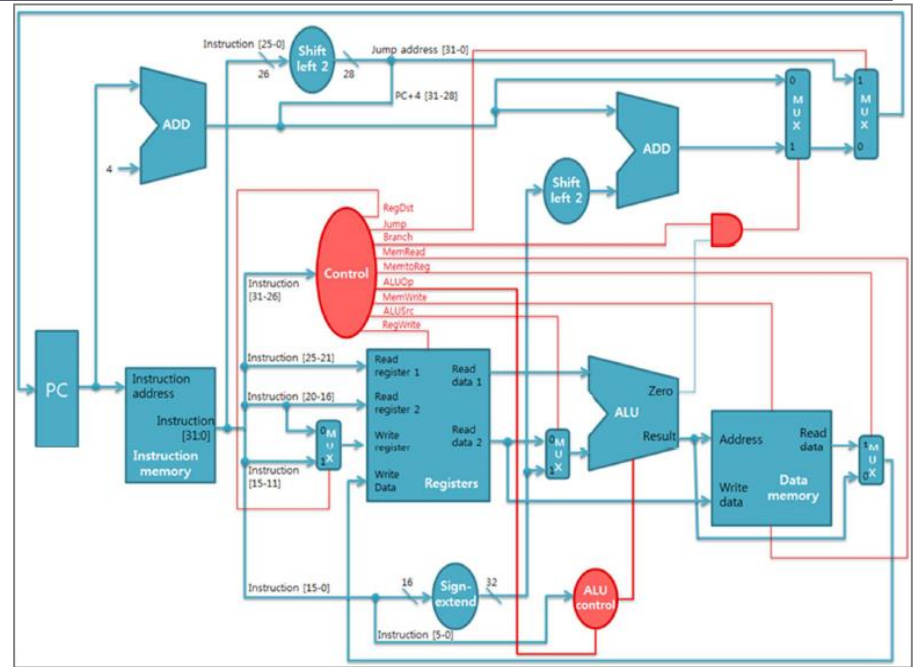 Instruction [25-0]
26
Shift
left 2
28
Jump address [31-0]
PC+4 [31-28]
ADD
4
0
M
U
X
1
1
M
U
X
0
ADD
Shift
left 2
RegDst
Jump
Branch
MemRead
MemtoReg
ALUOp
MemWrite
ALUSrc
RegWrite
Control
Instruction
[31-26]
PC
Instruction
address
Instruction
[31:0]
Instruction
memory
Instruction [25-21]
Instruction [20-16]
Instruction
[15-11]
0
M
U
X
1
Read
register 1
Read
register 2
Write
register
Write
Data
Read
data 1
Read
data 2
Registers
0
M
U
X
1
ALU
Zero
Result
Address
Write
data
Read
data
Data
memory
1
M
U
X
0
Instruction [15-0]
16
Sign-
extend
32
Instruction [5-0]
ALU
control